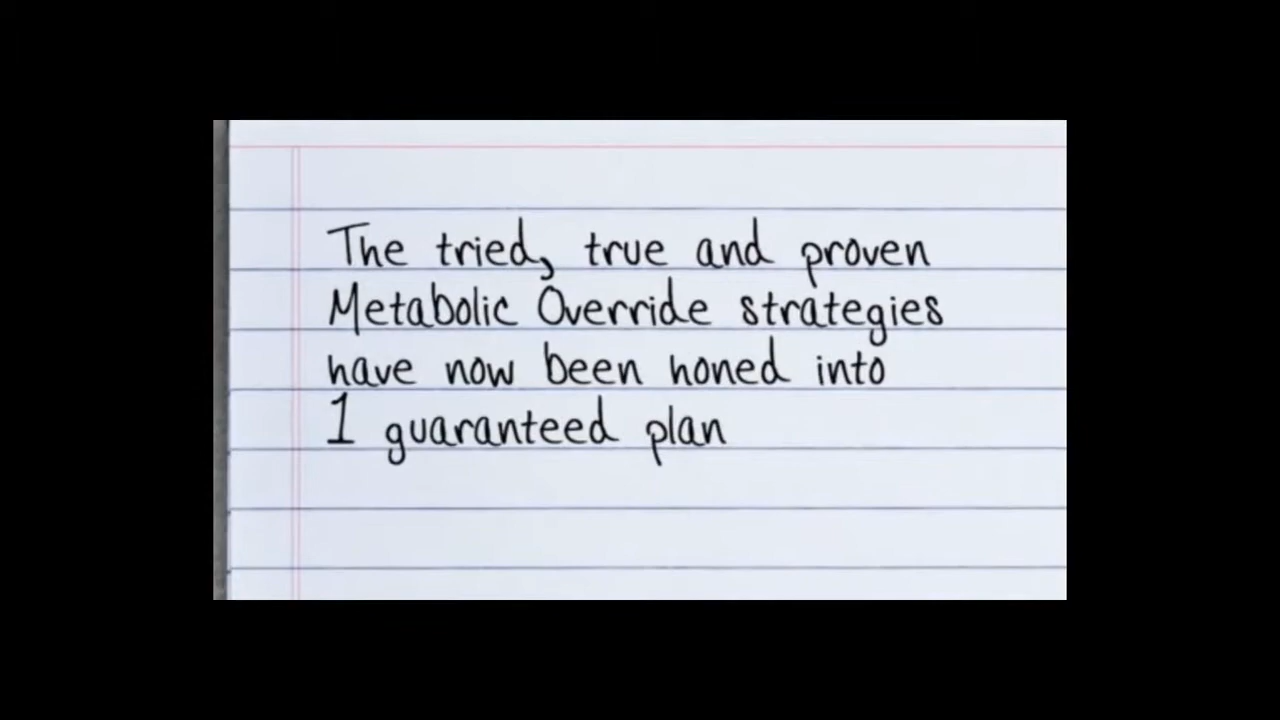 The tried, true and proven
Metabolic Override strategies
have now been honed into
1 guaranteed plan